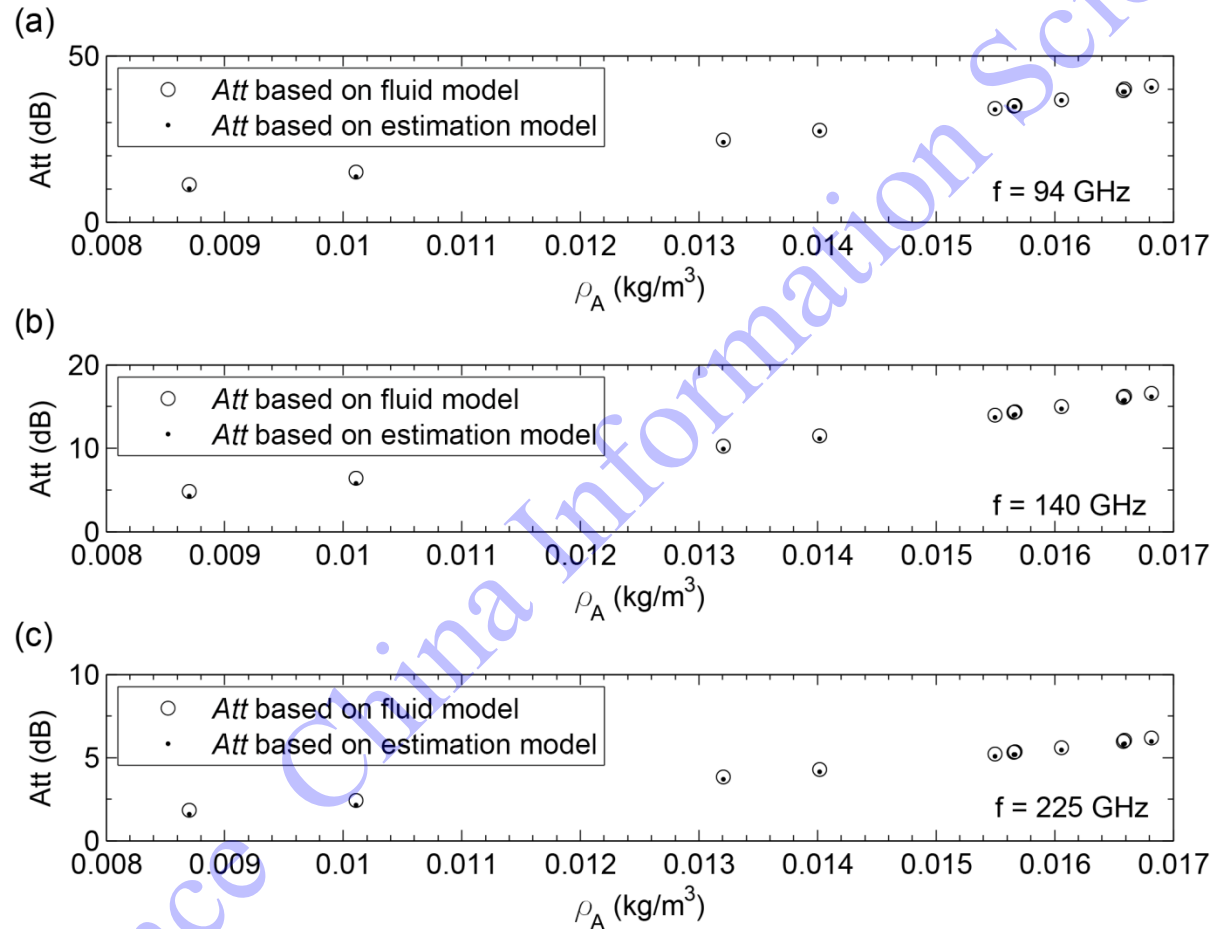 (a)
50
Att based on fluid model
Att based on estimation model
Att (dB)
f = 94 GHz
0
0.008 0.009 0.01 0.011 0.012 0.013 0.014 0.015 0.016 0.017
ρA (kg/m3)
(b)
20
Att based on fluid model
Att based on estimation model
10
Att (dB)
f = 140 GHz
0
0.008 0.009 0.01 0.011 0.012 0.013 0.014 0.015 0.016 0.017
ρA (kg/m3)
(c)
10
Att based on fluid model
Att based on estimation model
5
Att (dB)
f = 225 GHz
0
0.008 0.009 0.01 0.011 0.012 0.013 0.014 0.015 0.016 0.017
ρA (kg/m3)
China Information